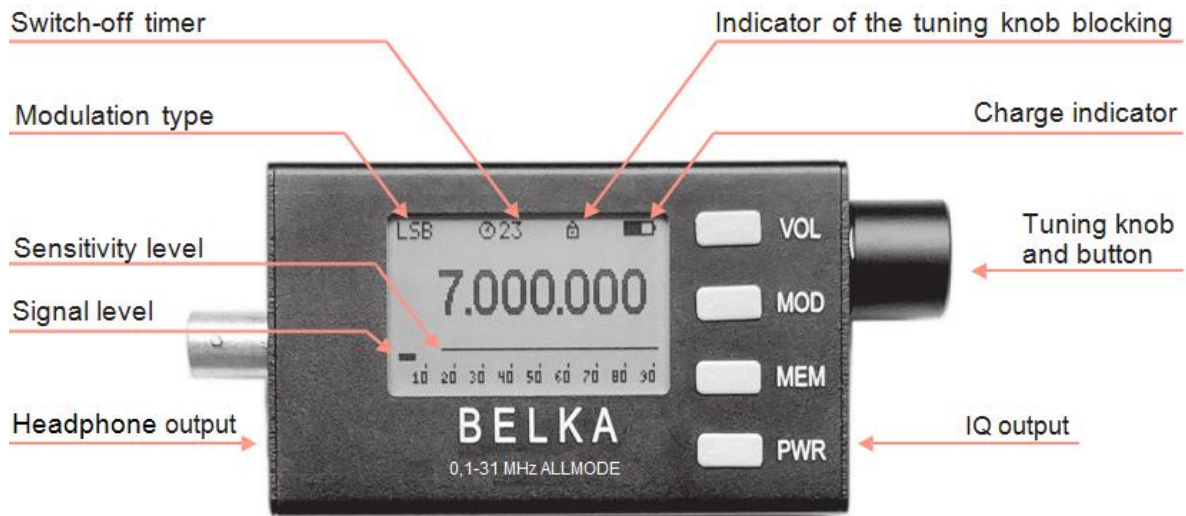 Switch-off timer
Indicator of the tuning knob blocking
Modulation type
Charge indicator
LSB 23
VOL
Tuning knob
and button
Sensitivity level
7.000.000
MOD
Signal level
10 20 30 40 50 60 70 80 90
MEM
Headphone output
BELKA
IQ output
PWR
0,1-31 MHz ALLMODE